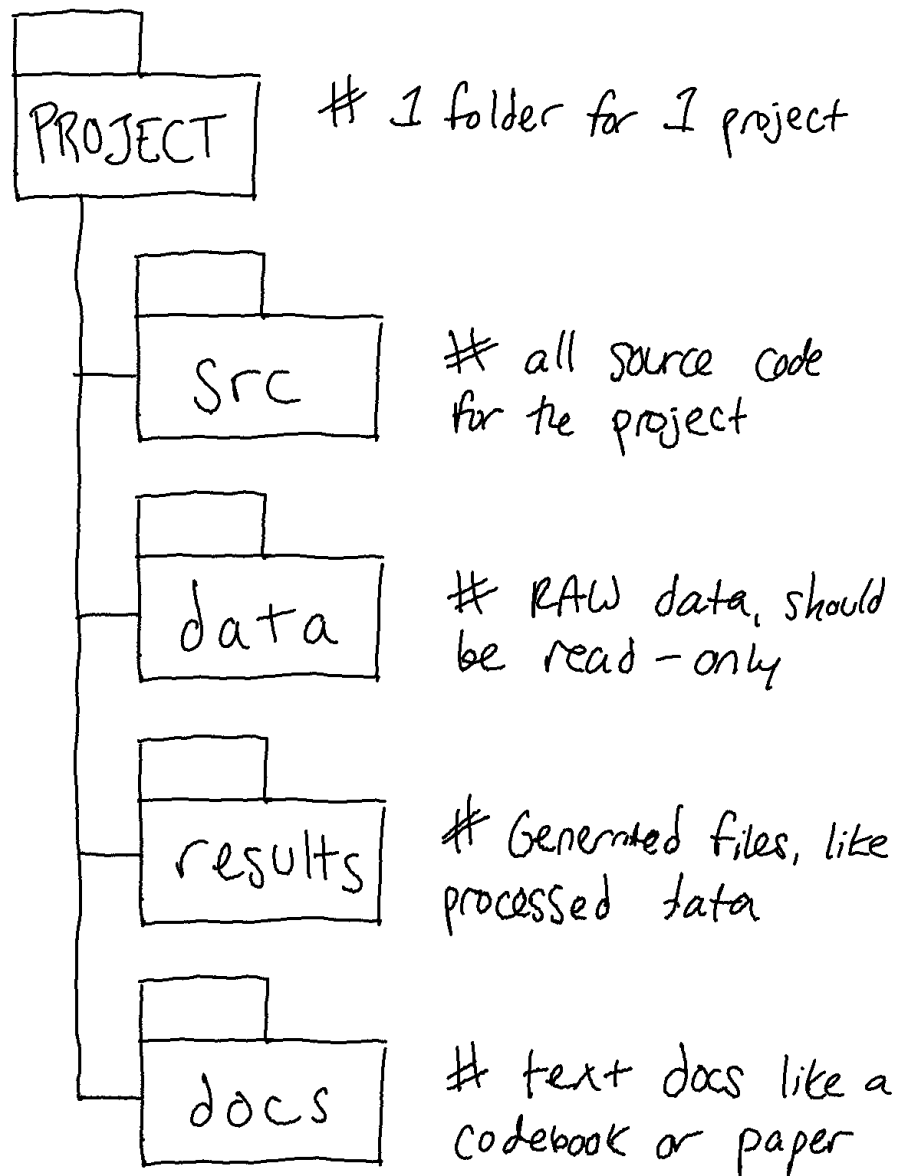 PROJECT # 1 folder for 1 project
src # all source code
for the project
data # RAW data, should
be read-only
results # Generated files, like
processed data
docs # text docs like a
codebook or paper